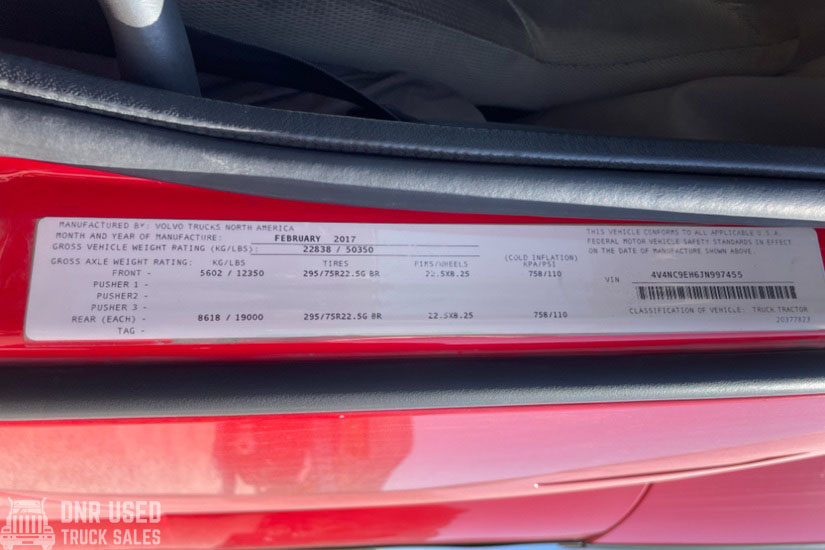 MANUFACTURED BY: VOLVO TRUCKS NORTH AMERICA
MONTH AND YEAR OF MANUFACTURE: FEBRUARY 2017
GROSS VEHICLE WEIGHT RATING (KG/LBS): 22838 / 50350
GROSS AXLE WEIGHT RATING: KG/LBS TIRES RIMS/WHEELS (COLD INFLATION) KPA/PSI
FRONT - 5602 / 12350 295/75R22.5G BR 22.5X8.25 758/110
PUSHER 1 -
PUSHER2 -
PUSHER 3 -
REAR (EACH) - 8618 / 19000 295/75R22.5G BR 22.5X8.25 758/110
TAG -
THIS VEHICLE CONFORMS TO ALL APPLICABLE U.S.A.
FEDERAL MOTOR VEHICLE SAFETY STANDARDS IN EFFECT
ON THE DATE OF MANUFACTURE SHOWN ABOVE.
VIN 4V4NC9EH6JN997455
CLASSIFICATION OF VEHICLE: TRUCK TRACTOR
20377823
DNR USED
TRUCK SALES